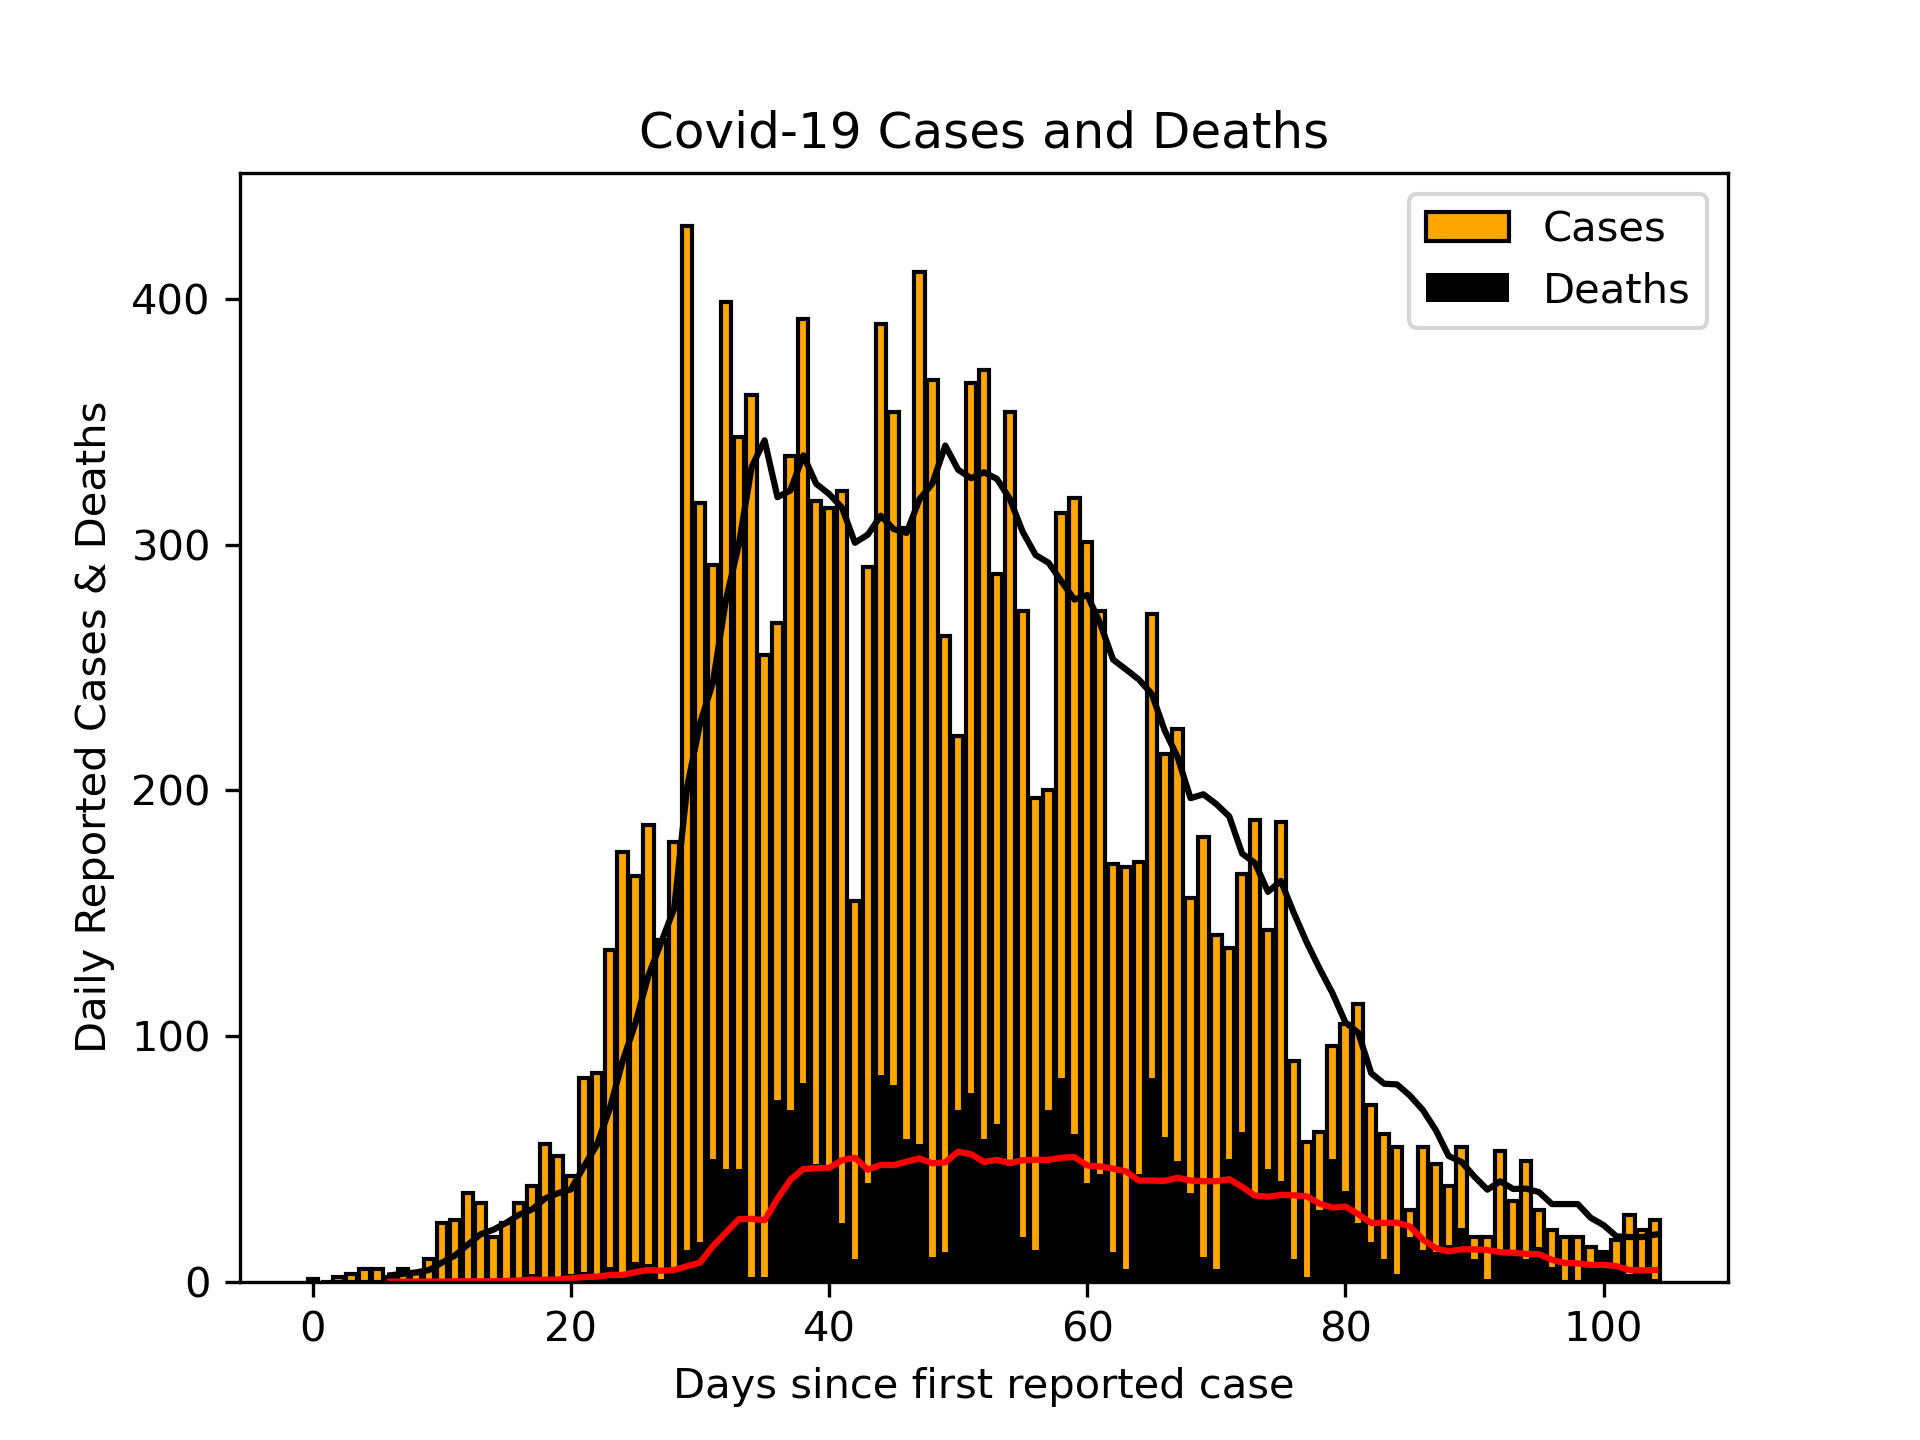 Covid-19 Cases and Deaths
Cases
Deaths
Daily Reported Cases & Deaths
400
300
200
100
0
0 20 40 60 80 100
Days since first reported case